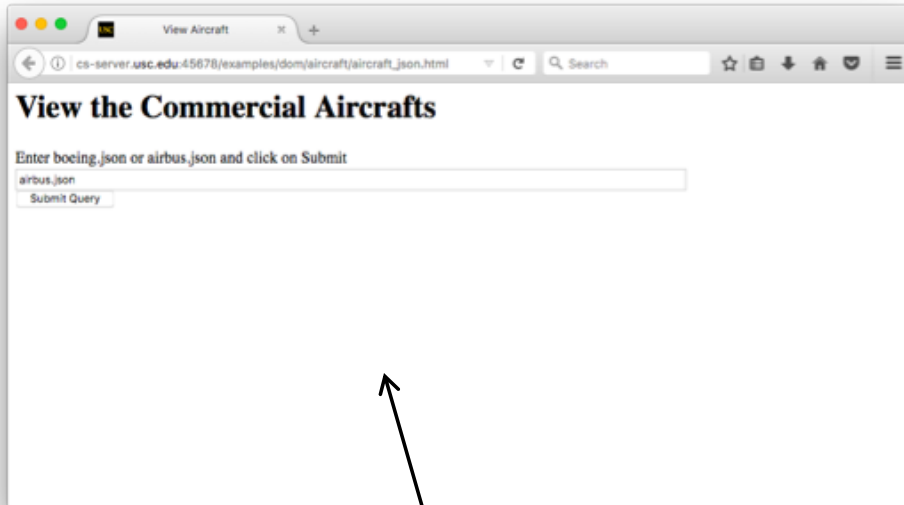 USC View Aircraft
cs-server.usc.edu:45678/examples/dom/aircraft/aircraft_json.html Search
View the Commercial Aircrafts
Enter boeing.json or airbus.json and click on Submit
airbus.json
Submit Query